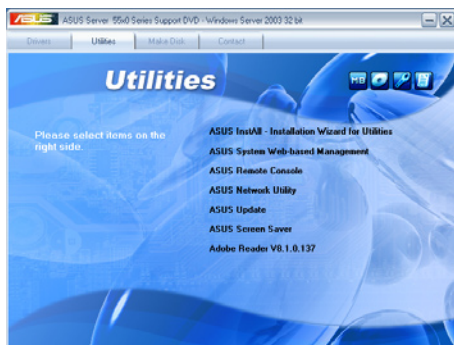 ASUS ASUS Server 55x0 Series Support DVD - Windows Server 2003 32 bit
Drivers Utilities Make Disk Contact
Utilities
MB
Please select items on the
right side.
ASUS InstAll - Installation Wizard for Utilities
ASUS System Web-based Management
ASUS Remote Console
ASUS Network Utility
ASUS Update
ASUS Screen Saver
Adobe Reader V8.1.0.137